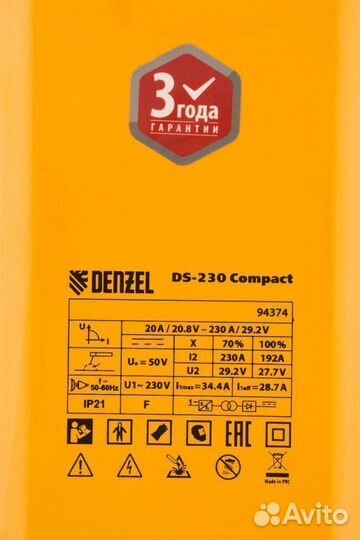 3
года
ГАРАНТИИ
DENZEL DS-230 Compact
94374
20A / 20.8V – 230A / 29.2V
X 70% 100%
U₀ = 50V I2 230A 192A
U2 29.2V 27.7V
U I
1~ 50-60Hz U1~ 230V I1max= 34.4A I1eff = 28.7A
IP21 F
EAC
Made in PRC
Avito